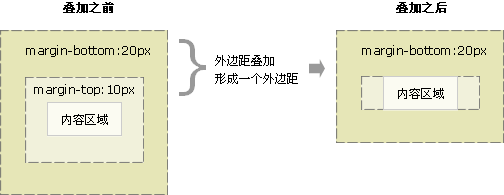 叠加之前
margin-bottom:20px
margin-top:10px
内容区域
外边距叠加
形成一个外边距
叠加之后
margin-bottom:20px
内容区域